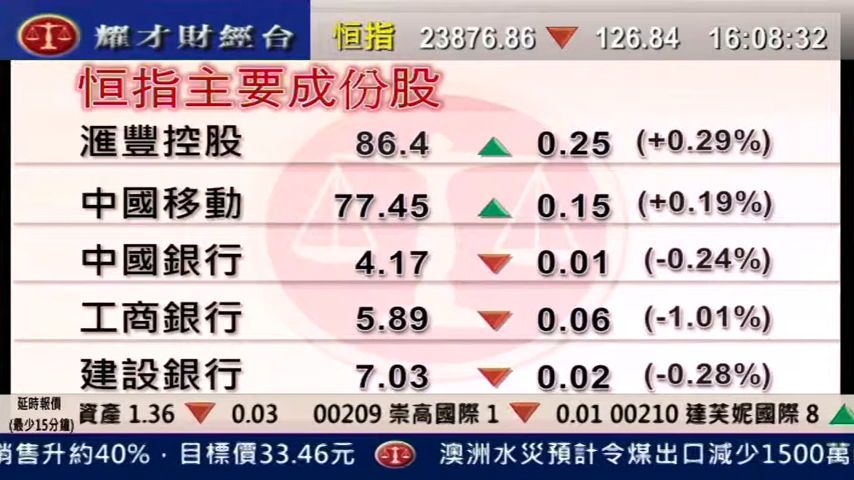 耀才財經台 恒指 23876.86 ▼ 126.84 16:08:32
恒指主要成份股
滙豐控股 86.4 ▲ 0.25 (+0.29%)
中國移動 77.45 ▲ 0.15 (+0.19%)
中國銀行 4.17 ▼ 0.01 (-0.24%)
工商銀行 5.89 ▼ 0.06 (-1.01%)
建設銀行 7.03 ▼ 0.02 (-0.28%)
延時報價
(最少15分鐘)
資產 1.36 ▼ 0.03 00209 崇高國際 1 ▼ 0.01 00210 達芙妮國際 8 ▲
銷售升約40%．目標價33.46元 澳洲水災預計令煤出口減少1500萬